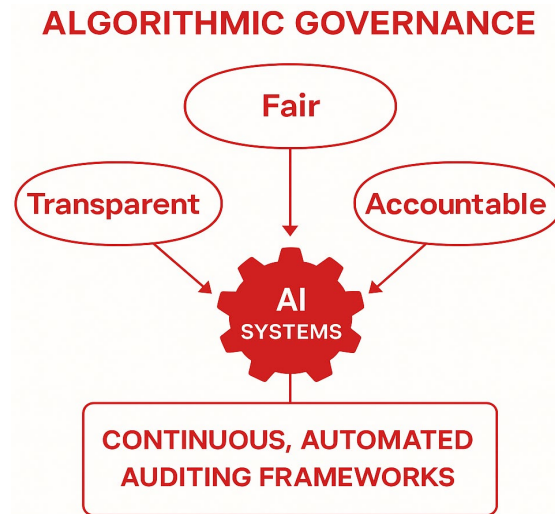 ALGORITHMIC GOVERNANCE
Fair
Transparent
Accountable
AI
SYSTEMS
CONTINUOUS, AUTOMATED
AUDITING FRAMEWORKS